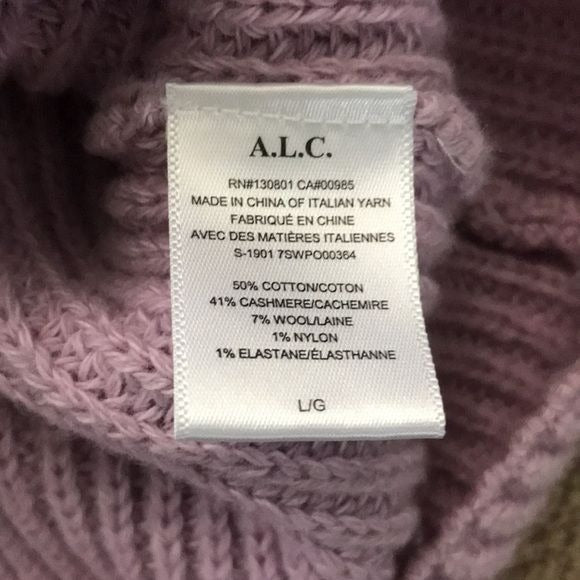 A.L.C.
RN#130801 CA#00985
MADE IN CHINA OF ITALIAN YARN
FABRIQUÉ EN CHINE
AVEC DES MATIÈRES ITALIENNES
S-1901 7SWPO00364
50% COTTON/COTON
41% CASHMERE/CACHEMIRE
7% WOOL/LAINE
1% NYLON
1% ELASTANE/ÉLASTHANNE
L/G